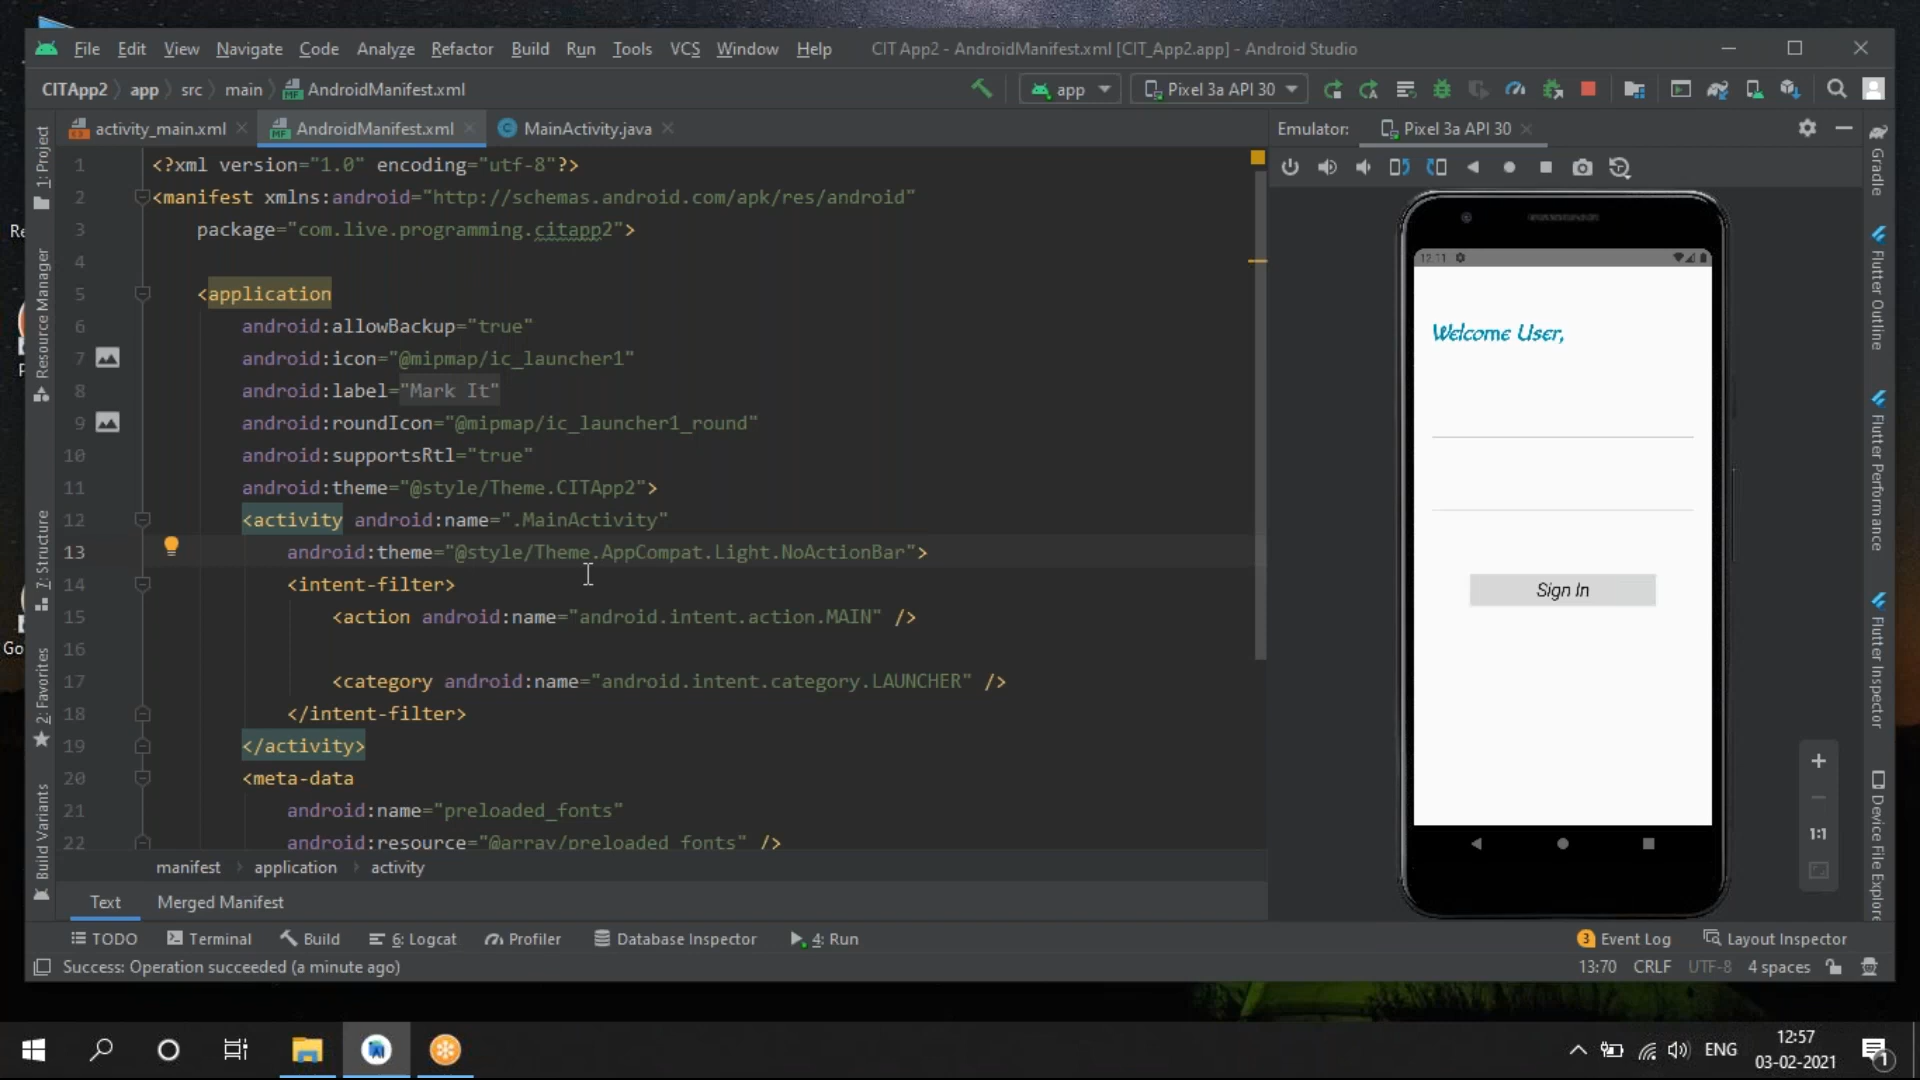 File Edit View Navigate Code Analyze Refactor Build Run Tools VCS Window Help CIT App2 - AndroidManifest.xml [CIT_App2.app] - Android Studio
CITApp2 app src main AndroidManifest.xml app Pixel 3a API 30
activity_main.xml AndroidManifest.xml MainActivity.java Emulator: Pixel 3a API 30
1 <?xml version="1.0" encoding="utf-8"?>
2 <manifest xmlns:android="http://schemas.android.com/apk/res/android"
3 package="com.live.programming.citapp2">
4
5 <application
6 android:allowBackup="true"
7 android:icon="@mipmap/ic_launcher1"
8 android:label="Mark It"
9 android:roundIcon="@mipmap/ic_launcher1_round"
10 android:supportsRtl="true"
11 android:theme="@style/Theme.CITApp2">
12 <activity android:name=".MainActivity"
13 android:theme="@style/Theme.AppCompat.Light.NoActionBar">
14 <intent-filter>
15 <action android:name="android.intent.action.MAIN" />
16
17 <category android:name="android.intent.category.LAUNCHER" />
18 </intent-filter>
19 </activity>
20 <meta-data
21 android:name="preloaded_fonts"
22 android:resource="@array/preloaded_fonts" />
manifest application activity
Text Merged Manifest
TODO Terminal Build 6: Logcat Profiler Database Inspector 4: Run 3 Event Log Layout Inspector
Success: Operation succeeded (a minute ago) 13:70 CRLF UTF-8 4 spaces
1: Project
Resource Manager
7: Structure
2: Favorites
Build Variants
12:11
Welcome User,
Sign In
1:1
Gradle
Flutter Outline
Flutter Performance
Flutter Inspector
Device File Explorer
Re
P
Go
ENG 12:57
03-02-2021
1